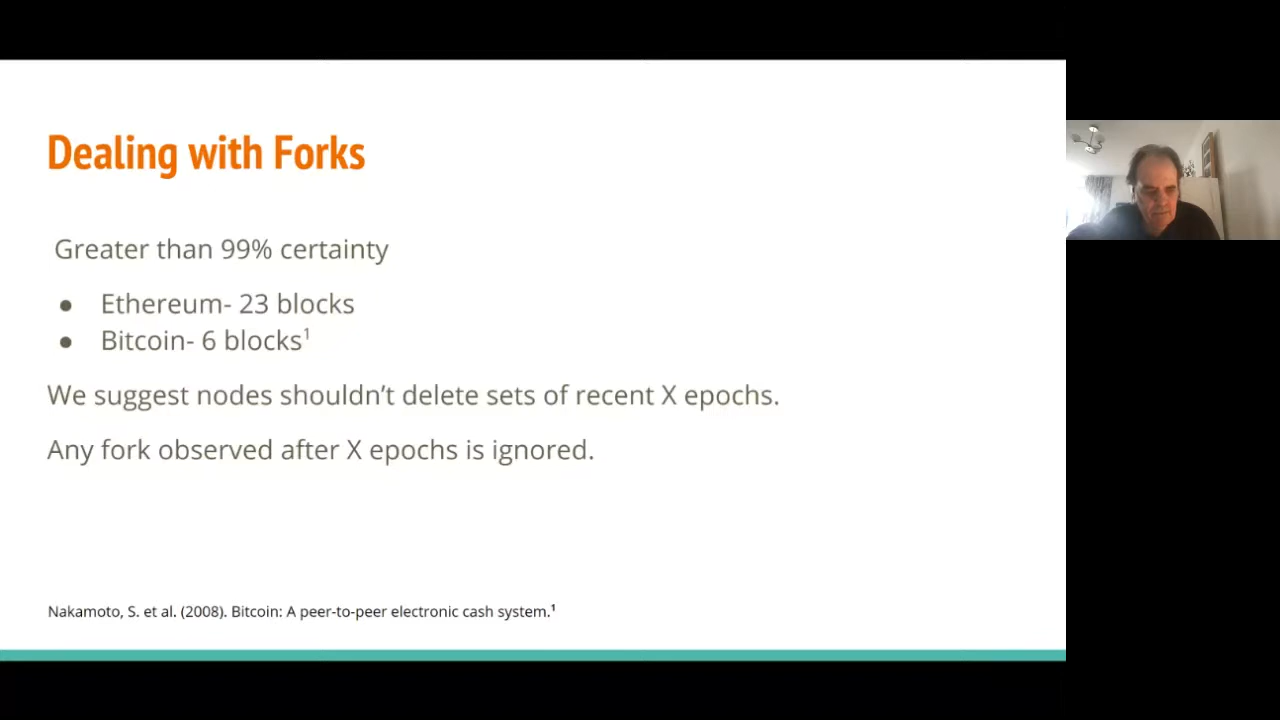 Dealing with Forks
Greater than 99% certainty
● Ethereum- 23 blocks
● Bitcoin- 6 blocks¹
We suggest nodes shouldn’t delete sets of recent X epochs.
Any fork observed after X epochs is ignored.
Nakamoto, S. et al. (2008). Bitcoin: A peer-to-peer electronic cash system.¹